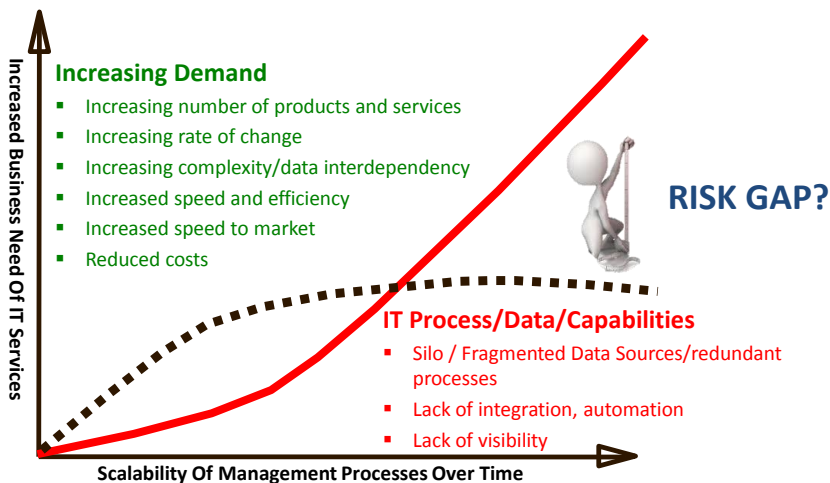 Increased Business Need Of IT Services
Increasing Demand
▪ Increasing number of products and services
▪ Increasing rate of change
▪ Increasing complexity/data interdependency
▪ Increased speed and efficiency
▪ Increased speed to market
▪ Reduced costs
RISK GAP?
IT Process/Data/Capabilities
▪ Silo / Fragmented Data Sources/redundant
processes
▪ Lack of integration, automation
▪ Lack of visibility
Scalability Of Management Processes Over Time